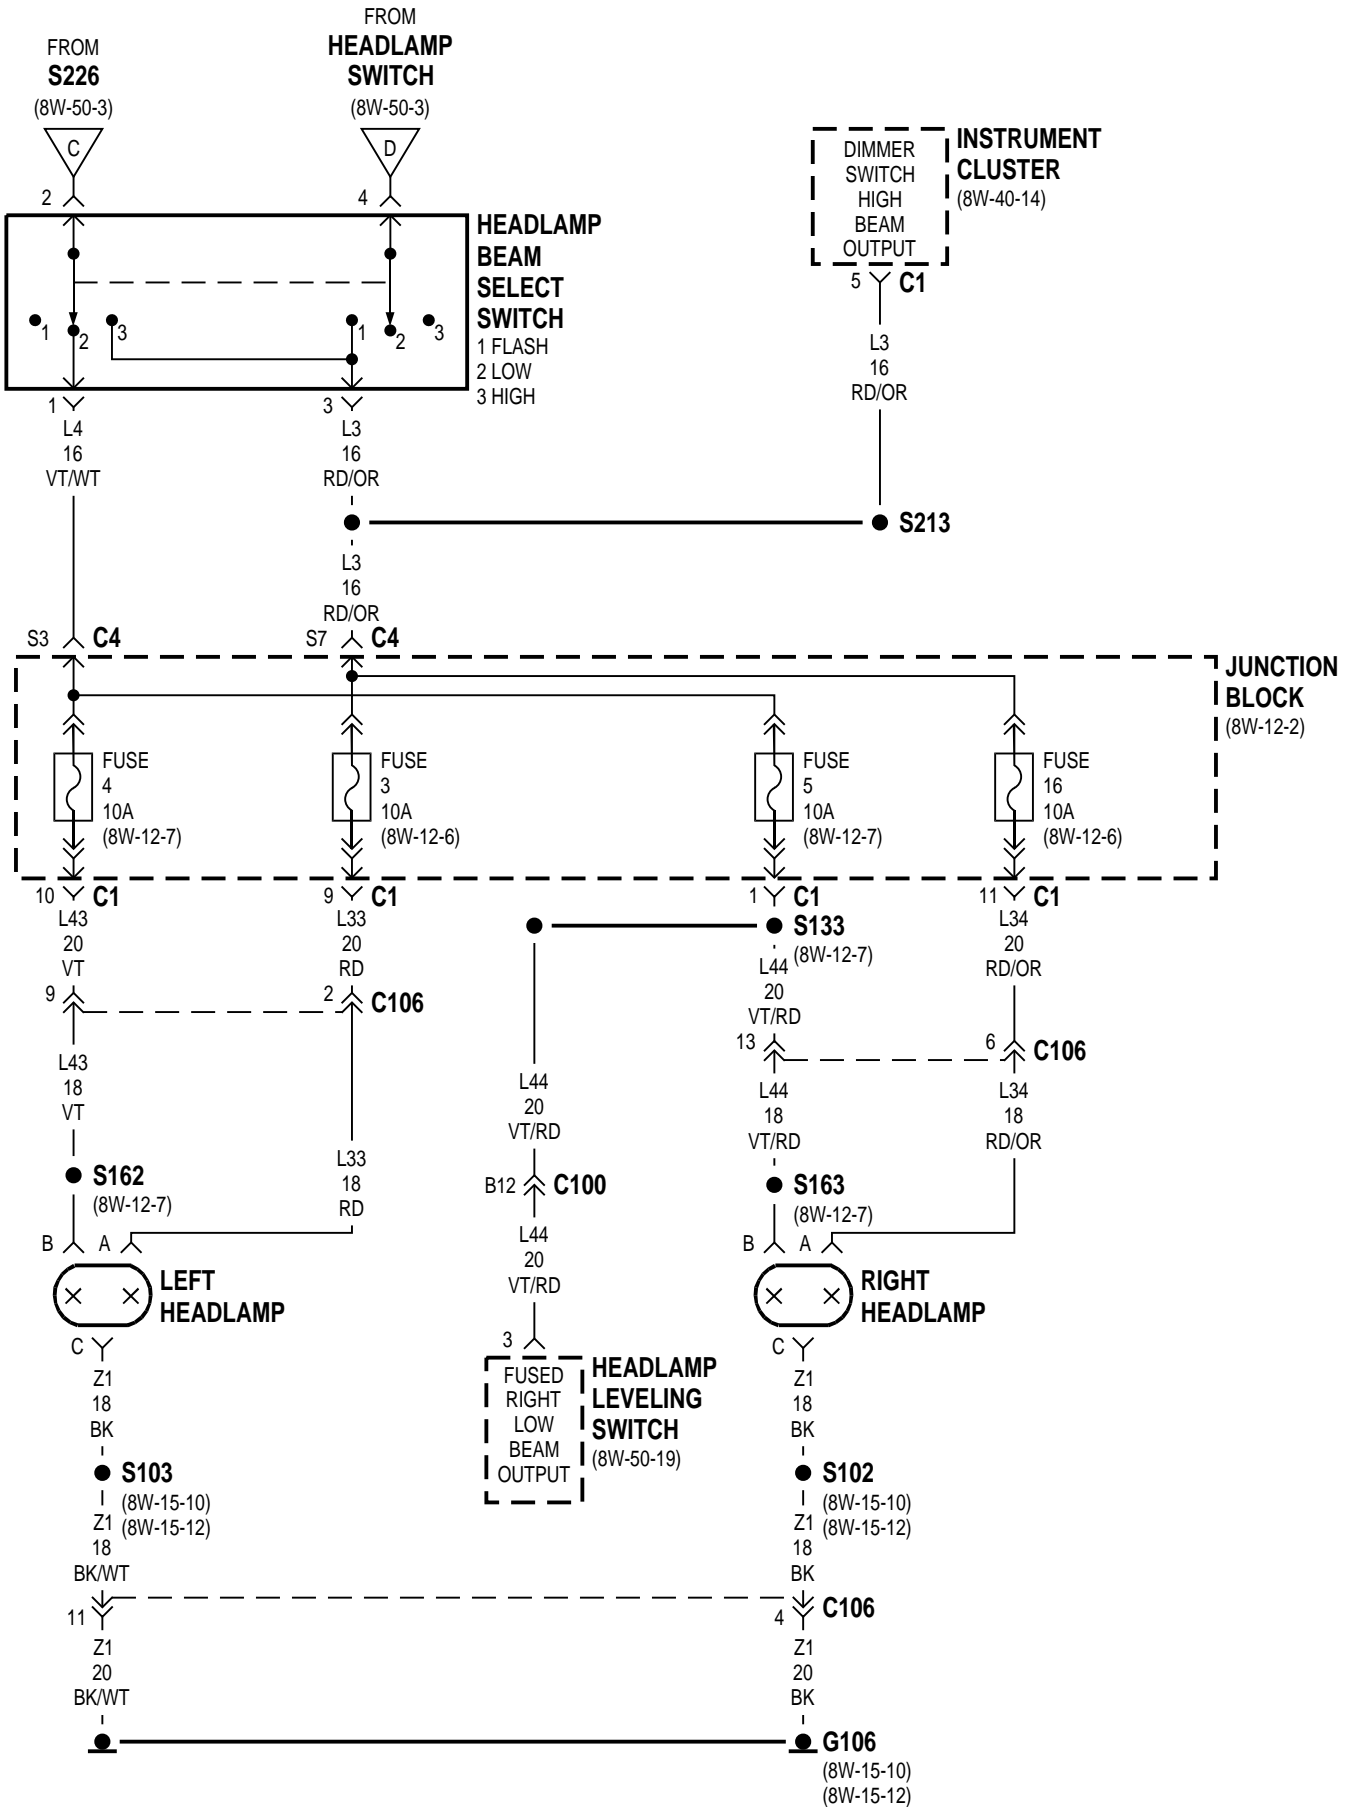 FROM
S226
(8W-50-3)
C
2
FROM
HEADLAMP
SWITCH
(8W-50-3)
D
4
DIMMER
SWITCH
HIGH
BEAM
OUTPUT
INSTRUMENT
CLUSTER
(8W-40-14)
5
C1
L3
16
RD/OR
S213
HEADLAMP
BEAM
SELECT
SWITCH
1 FLASH
2 LOW
3 HIGH
1
2
3
1
2
3
1
L4
16
VT/WT
3
L3
16
RD/OR
L3
16
RD/OR
S3
C4
S7
C4
JUNCTION
BLOCK
(8W-12-2)
FUSE
4
10A
(8W-12-7)
FUSE
3
10A
(8W-12-6)
FUSE
5
10A
(8W-12-7)
FUSE
16
10A
(8W-12-6)
10
C1
L43
20
VT
9
9
C1
L33
20
RD
2
C106
1
C1
S133
(8W-12-7)
L44
20
VT/RD
13
11
C1
L34
20
RD/OR
6
C106
L43
18
VT
S162
(8W-12-7)
L33
18
RD
L44
20
VT/RD
B12
C100
L44
20
VT/RD
L44
18
VT/RD
S163
(8W-12-7)
L34
18
RD/OR
B
A
LEFT
HEADLAMP
C
B
A
RIGHT
HEADLAMP
C
3
FUSED
RIGHT
LOW
BEAM
OUTPUT
HEADLAMP
LEVELING
SWITCH
(8W-50-19)
Z1
18
BK
S103
(8W-15-10)
(8W-15-12)
Z1
18
BK/WT
11
Z1
20
BK/WT
Z1
18
BK
S102
(8W-15-10)
(8W-15-12)
Z1
18
BK
4
C106
Z1
20
BK
G106
(8W-15-10)
(8W-15-12)